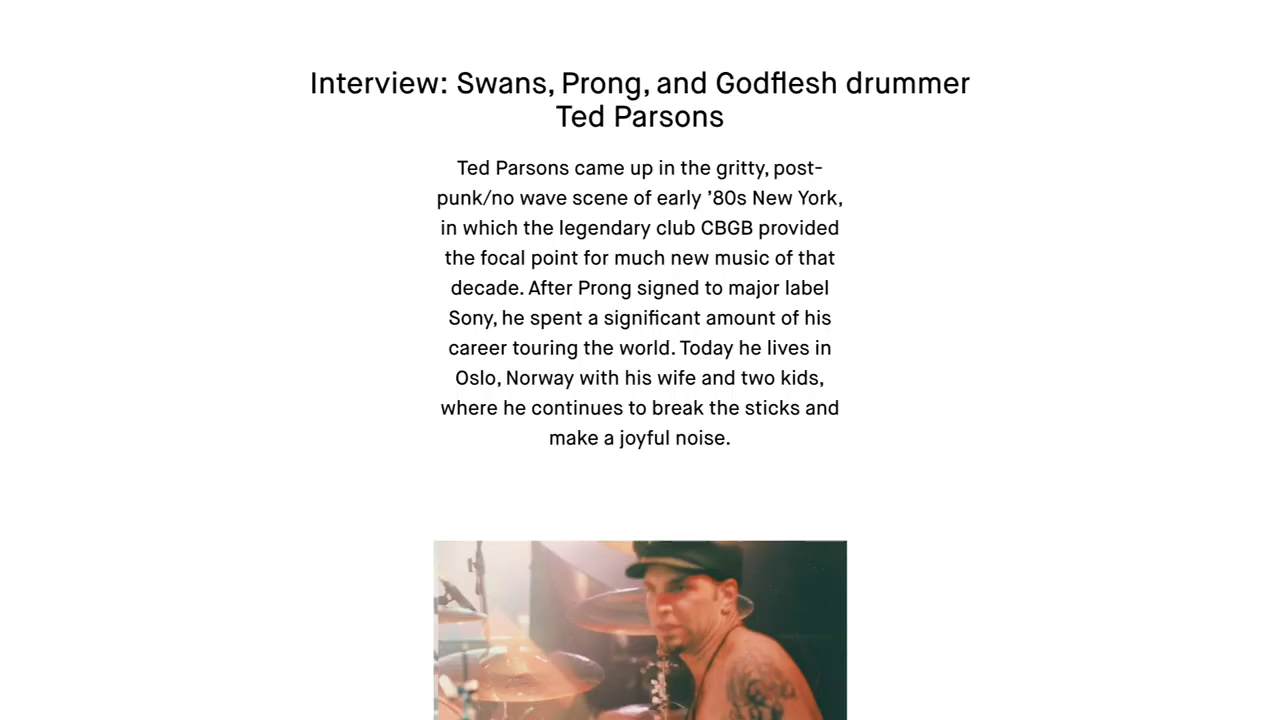 Interview: Swans, Prong, and Godflesh drummer
Ted Parsons
Ted Parsons came up in the gritty, post-
punk/no wave scene of early ’80s New York,
in which the legendary club CBGB provided
the focal point for much new music of that
decade. After Prong signed to major label
Sony, he spent a significant amount of his
career touring the world. Today he lives in
Oslo, Norway with his wife and two kids,
where he continues to break the sticks and
make a joyful noise.